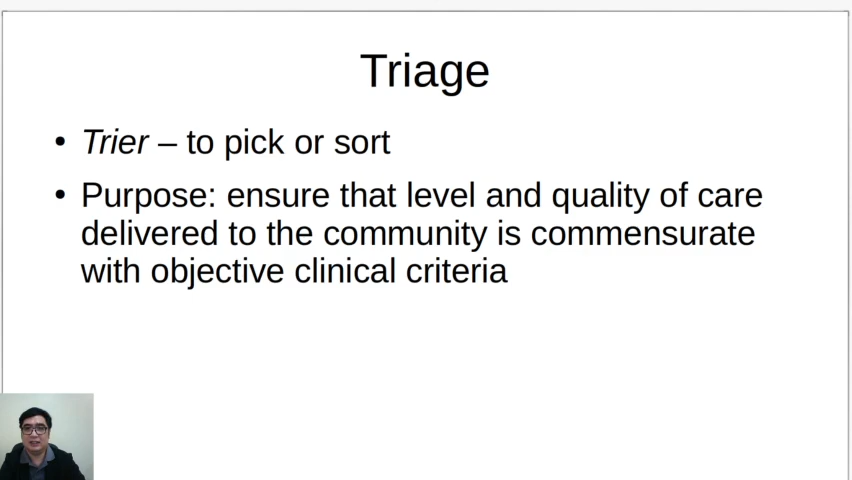 Triage
• Trier – to pick or sort
• Purpose: ensure that level and quality of care
delivered to the community is commensurate
with objective clinical criteria